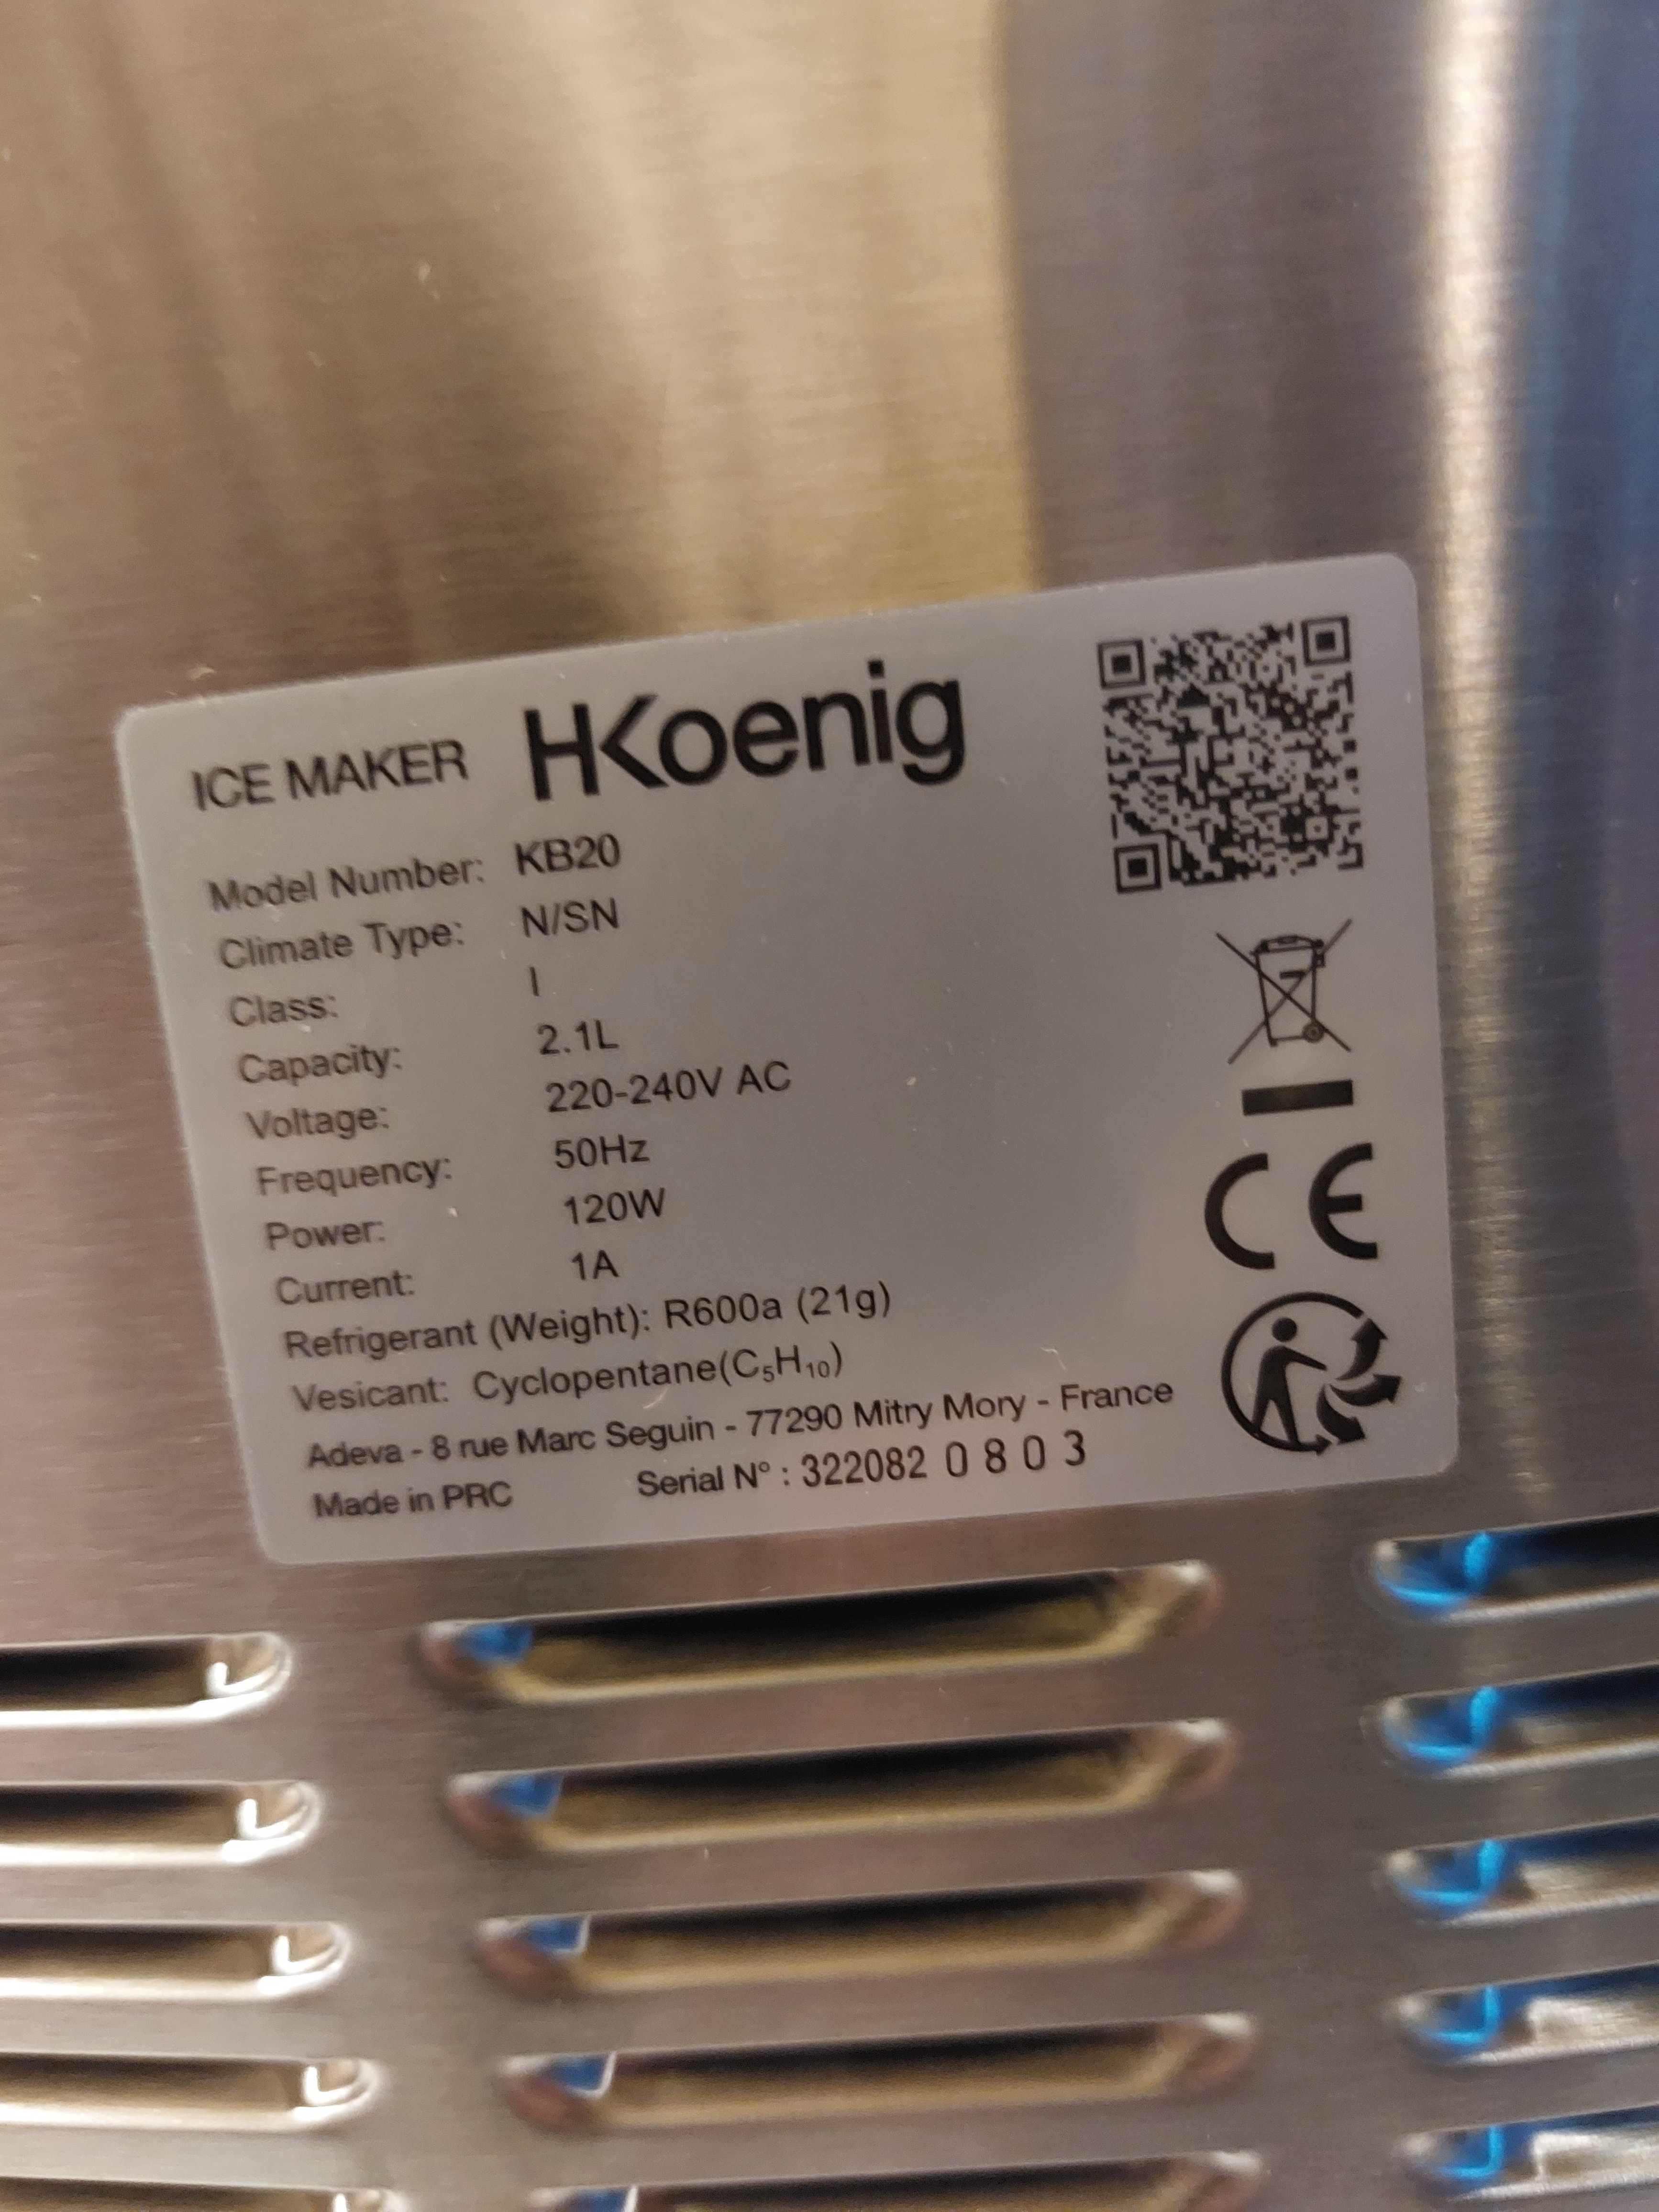 ICE MAKER HKoenig
Model Number: KB20
Climate Type: N/SN
Class: I
Capacity: 2.1L
Voltage: 220-240V AC
Frequency: 50Hz
Power: 120W
Current: 1A
Refrigerant (Weight): R600a (21g)
Vesicant: Cyclopentane(C₅H₁₀)
Adeva - 8 rue Marc Seguin - 77290 Mitry Mory - France
Made in PRC Serial N° : 322082 0 8 0 3
CE